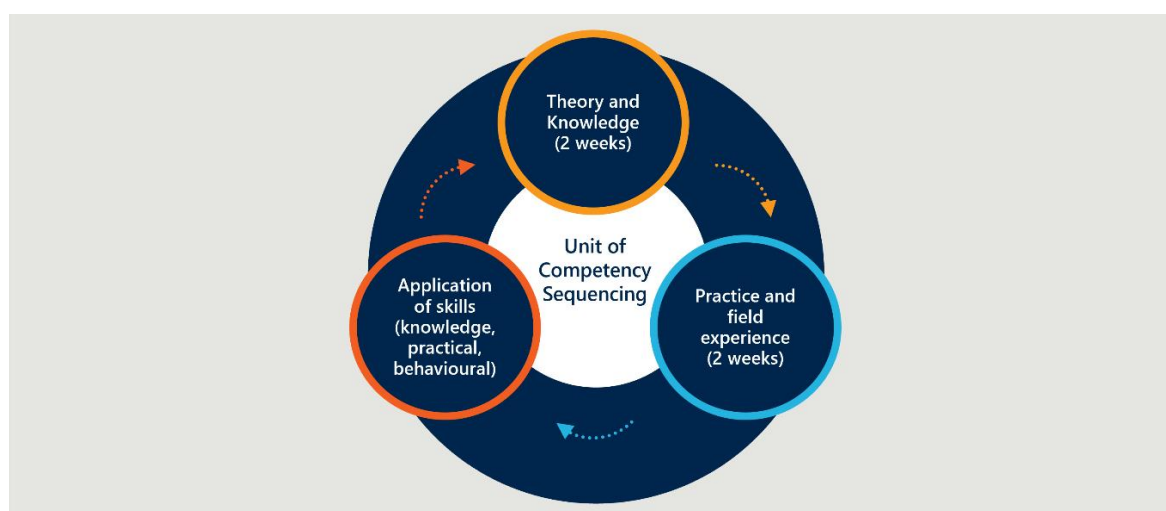 Theory and
Knowledge
(2 weeks)
Unit of
Competency
Sequencing
Application
of skills
(knowledge,
practical,
behavioural)
Practice and
field
experience
(2 weeks)